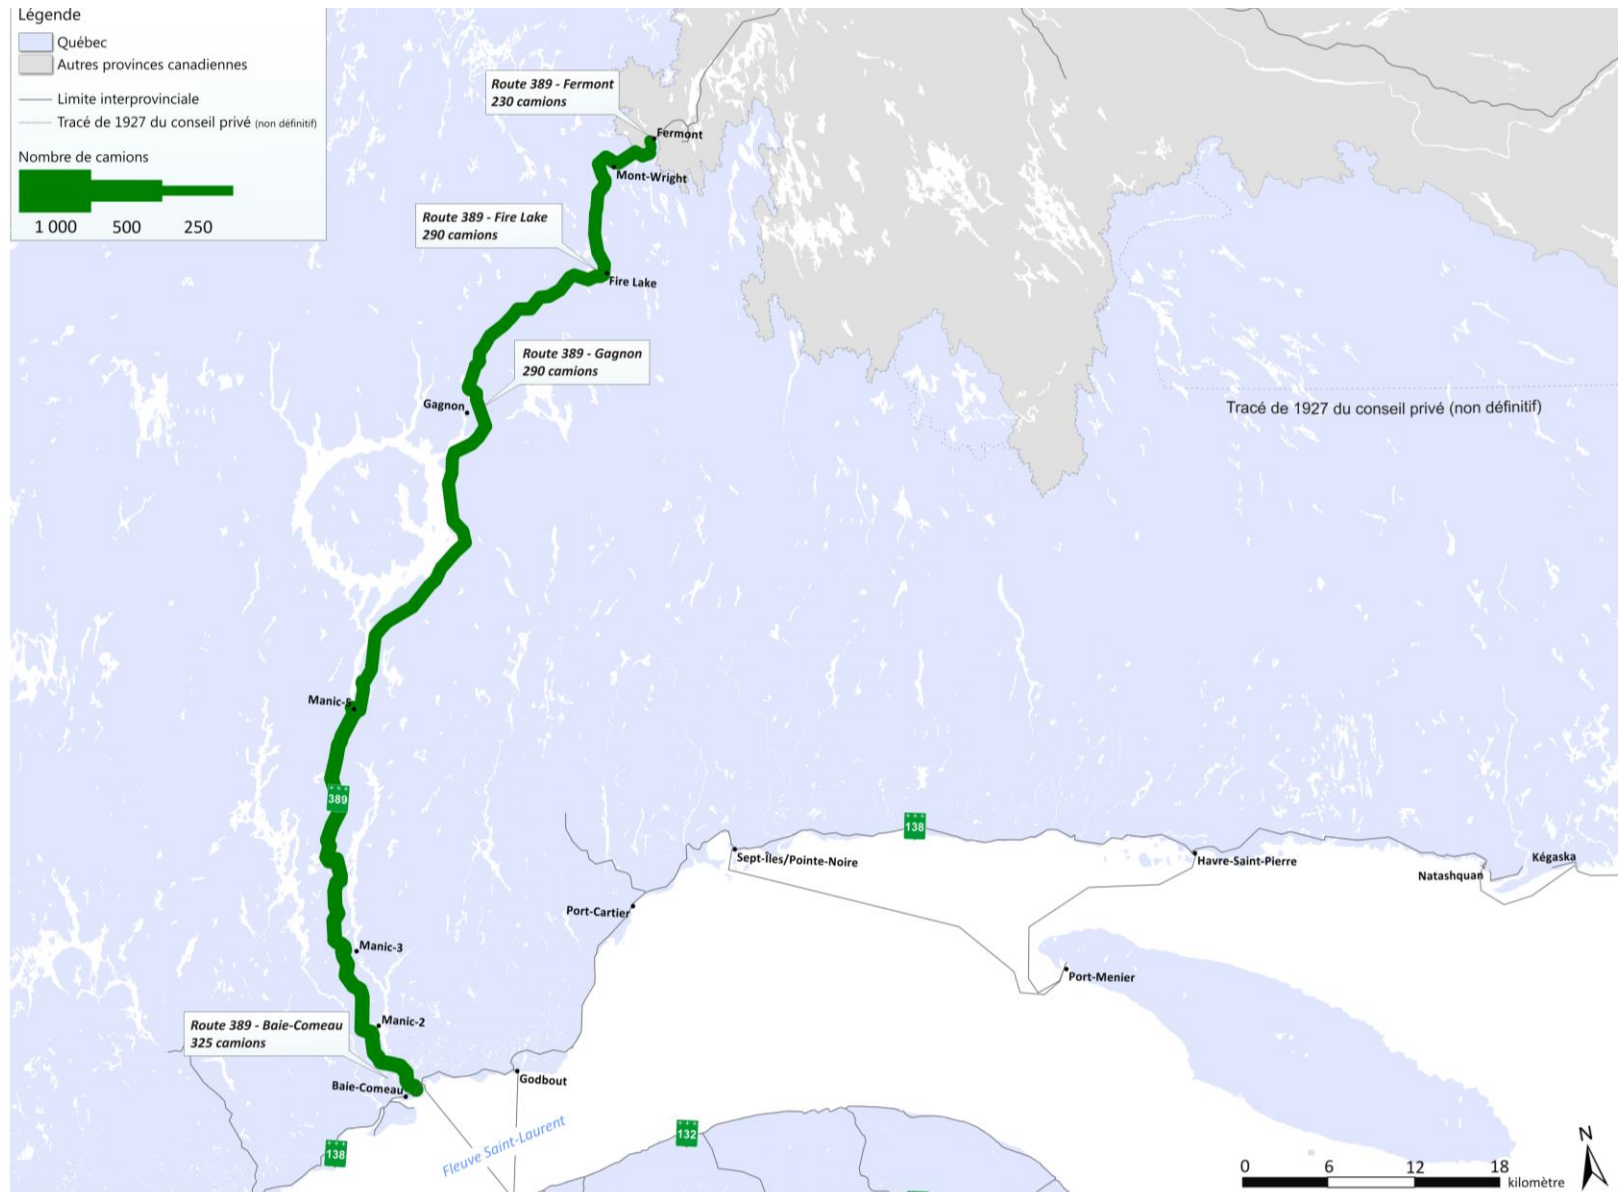 Légende
Québec
Autres provinces canadiennes
Limite interprovinciale
Tracé de 1927 du conseil privé (non définitif)
Nombre de camions
1 000 500 250
Route 389 - Fermont
230 camions
Fermont
Mont-Wright
Route 389 - Fire Lake
290 camions
Fire Lake
Route 389 - Gagnon
290 camions
Gagnon
Tracé de 1927 du conseil privé (non définitif)
Manic-5
389
138
Sept-Îles/Pointe-Noire
Havre-Saint-Pierre
Kégaska
Natashquan
Port-Cartier
Manic-3
Port-Menier
Manic-2
Route 389 - Baie-Comeau
325 camions
Baie-Comeau
Godbout
Fleuve Saint-Laurent
138
132
N
0 6 12 18
kilomètre